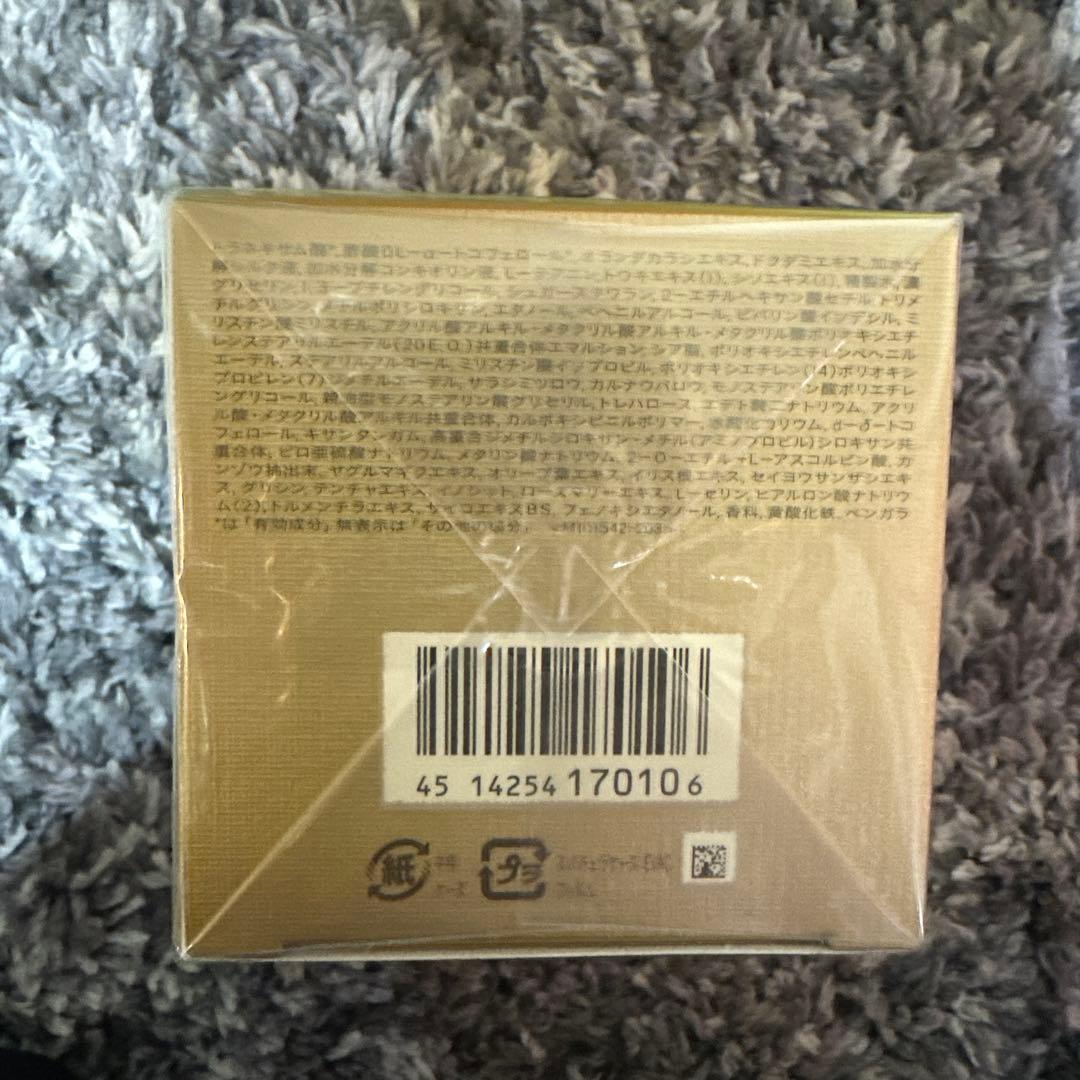 トラネキサム酸*,酢酸DL-α-トコフェロール*,オランダカラシエキス,ドクダミエキス,加水分
解シルク液,加水分解コンキオリン液,L-テアニン,トウキエキス(1),シソエキス(1),精製水,濃
グリセリン,1,3-ブチレングリコール,シュガースクワラン,2-エチルヘキサン酸セチル,トリメ
チルグリシン,メチルポリシロキサン,エタノール,ベヘニルアルコール,ピバリン酸イソデシル,ミ
リスチン酸ミリスチル,アクリル酸アルキル・メタクリル酸アルキル・メタクリル酸ポリオキシエチ
レンステアリルエーテル(20E.O.)共重合体エマルション,シア脂,ポリオキシエチレンベヘニル
エーテル,ステアリルアルコール,ミリスチン酸イソプロピル,ポリオキシエチレン(14)ポリオキシ
プロピレン(7)ジメチルエーテル,サラシミツロウ,カルナウバロウ,モノステアリン酸ポリエチレ
ングリコール,親油型モノステアリン酸グリセリル,トレハロース,エデト酸二ナトリウム,アクリ
ル酸・メタクリル酸アルキル共重合体,カルボキシビニルポリマー,水酸化カリウム,d-δ-トコ
フェロール,キサンタンガム,高重合ジメチルシロキサン・メチル(アミノプロピル)シロキサン共
重合体,ピロ亜硫酸ナトリウム,メタリン酸ナトリウム,2-O-エチル-L-アスコルビン酸,カ
ンゾウ抽出末,ヤグルマギクエキス,オリーブ葉エキス,イリス根エキス,セイヨウサンザシエキ
ス,グリシン,テンチャエキス,イノシット,ローズマリーエキス,L-セリン,ヒアルロン酸ナトリウ
ム(2),トルメンチラエキス,サイコエキスBS,フェノキシエタノール,香料,黄酸化鉄,ベンガラ
*は「有効成分」無表示は「その他の成分」
45 14254 17010 6
紙
プラ